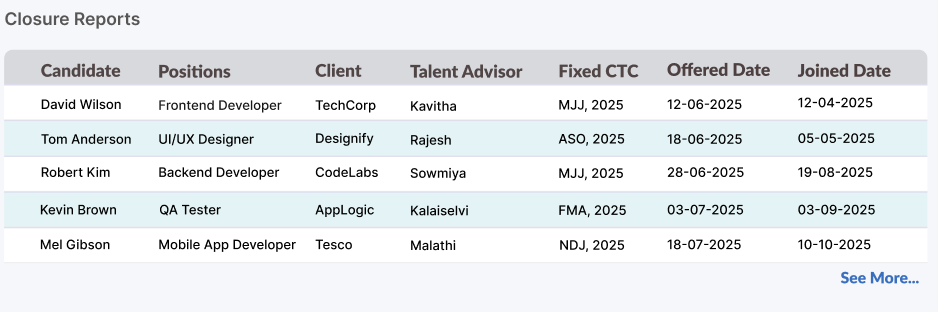 Closure Reports
Candidate Positions Client Talent Advisor Fixed CTC Offered Date Joined Date
David Wilson Frontend Developer TechCorp Kavitha MJJ, 2025 12-06-2025 12-04-2025
Tom Anderson UI/UX Designer Designify Rajesh ASO, 2025 18-06-2025 05-05-2025
Robert Kim Backend Developer CodeLabs Sowmiya MJJ, 2025 28-06-2025 19-08-2025
Kevin Brown QA Tester AppLogic Kalaiselvi FMA, 2025 03-07-2025 03-09-2025
Mel Gibson Mobile App Developer Tesco Malathi NDJ, 2025 18-07-2025 10-10-2025
See More...